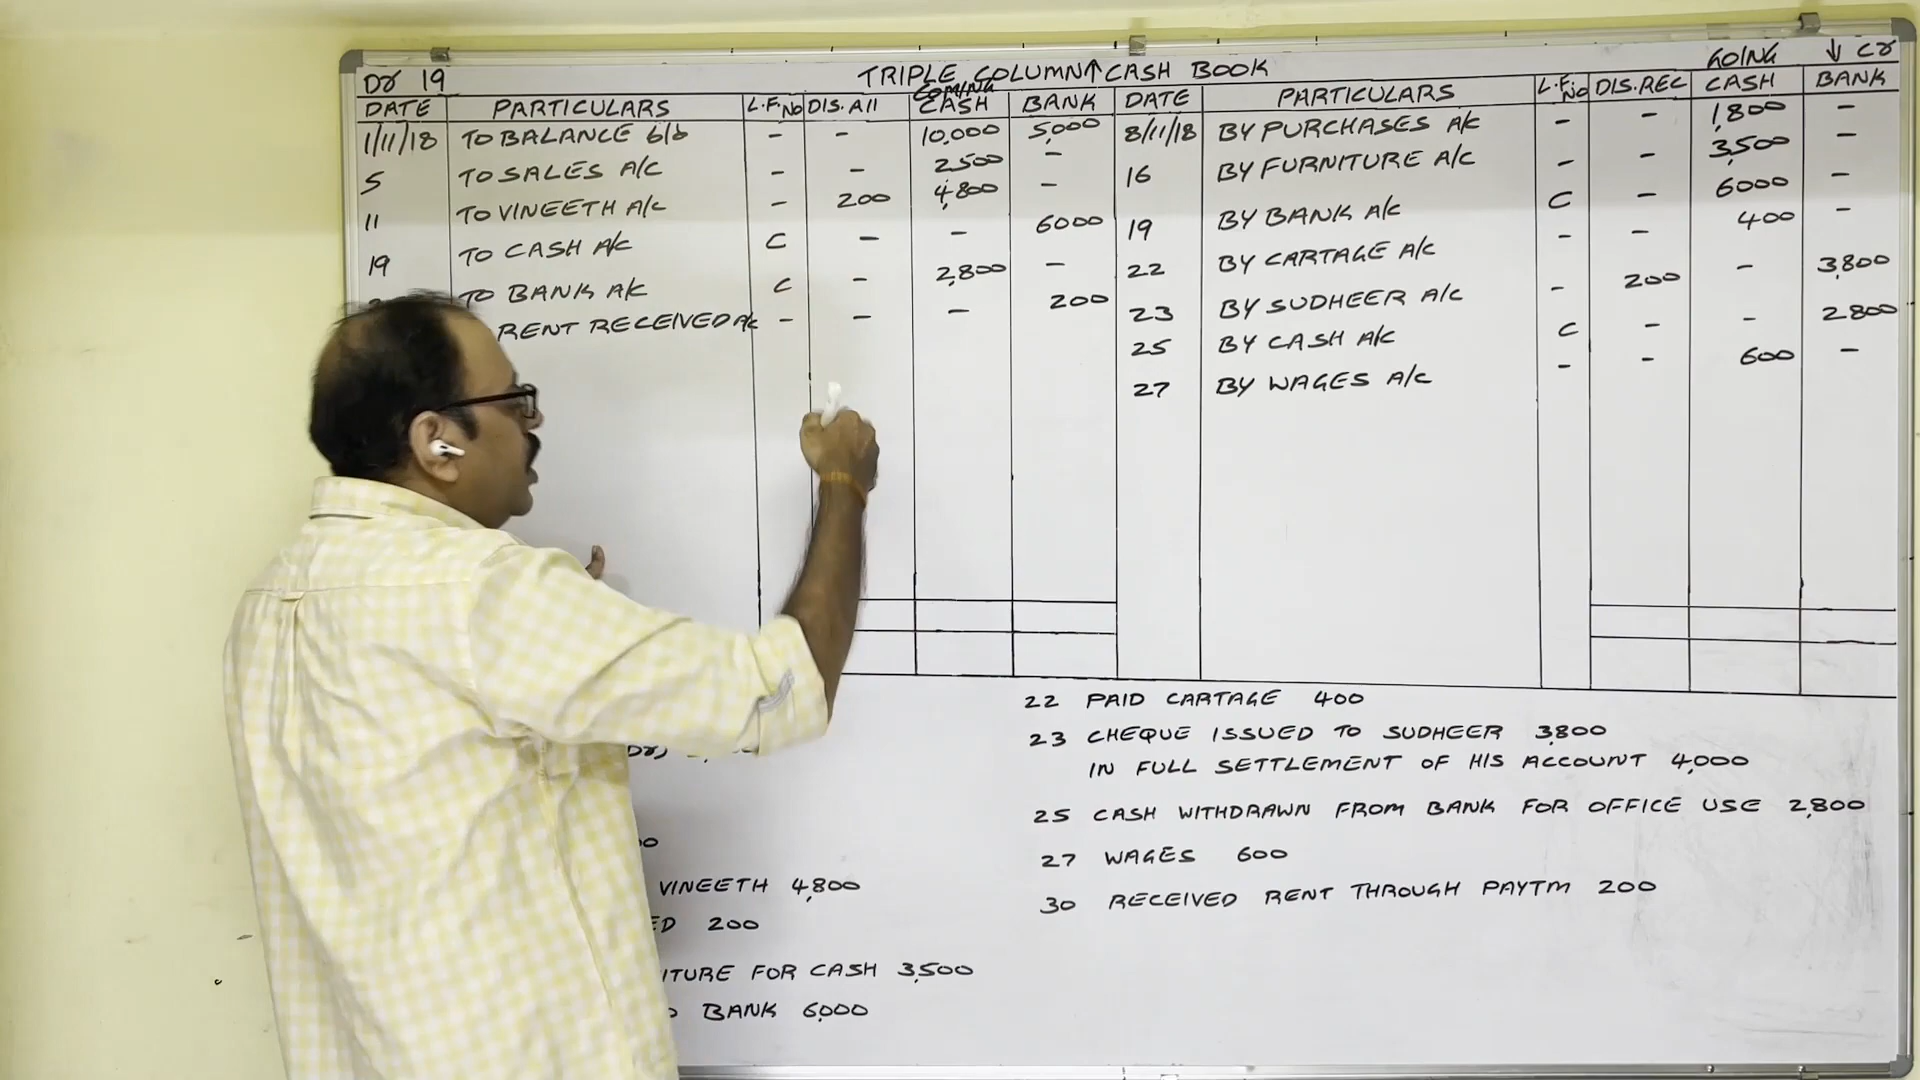 GOING ↓ Cr
Dr 19 TRIPLE COLUMN↑ CASH BOOK
COMING
DATE PARTICULARS L.F.No DIS.All CASH BANK DATE PARTICULARS L.F.No DIS.REC CASH BANK
1/11/18 TO BALANCE b/d - - 10,000 5,000 8/11/18 BY PURCHASES A/c - - 1,800 -
5 TO SALES A/c - - 2,500 - 16 BY FURNITURE A/c - - 3,500 -
11 TO VINEETH A/c - 200 4,800 - 19 BY BANK A/c C - 6000 -
19 TO CASH A/c C - - 6000 22 BY CARTAGE A/c - - 400 -
TO BANK A/c C - 2,800 - 23 BY SUDHEER A/c - 200 - 3,800
RENT RECEIVED A/c - - - 200 25 BY CASH A/c C - - 2800
27 BY WAGES A/c - - 600 -
Dr)
VINEETH 4,800
200
FOR CASH 3,500
BANK 6,000
22 PAID CARTAGE 400
23 CHEQUE ISSUED TO SUDHEER 3,800
IN FULL SETTLEMENT OF HIS ACCOUNT 4,000
25 CASH WITHDRAWN FROM BANK FOR OFFICE USE 2,800
27 WAGES 600
30 RECEIVED RENT THROUGH PAYTM 200